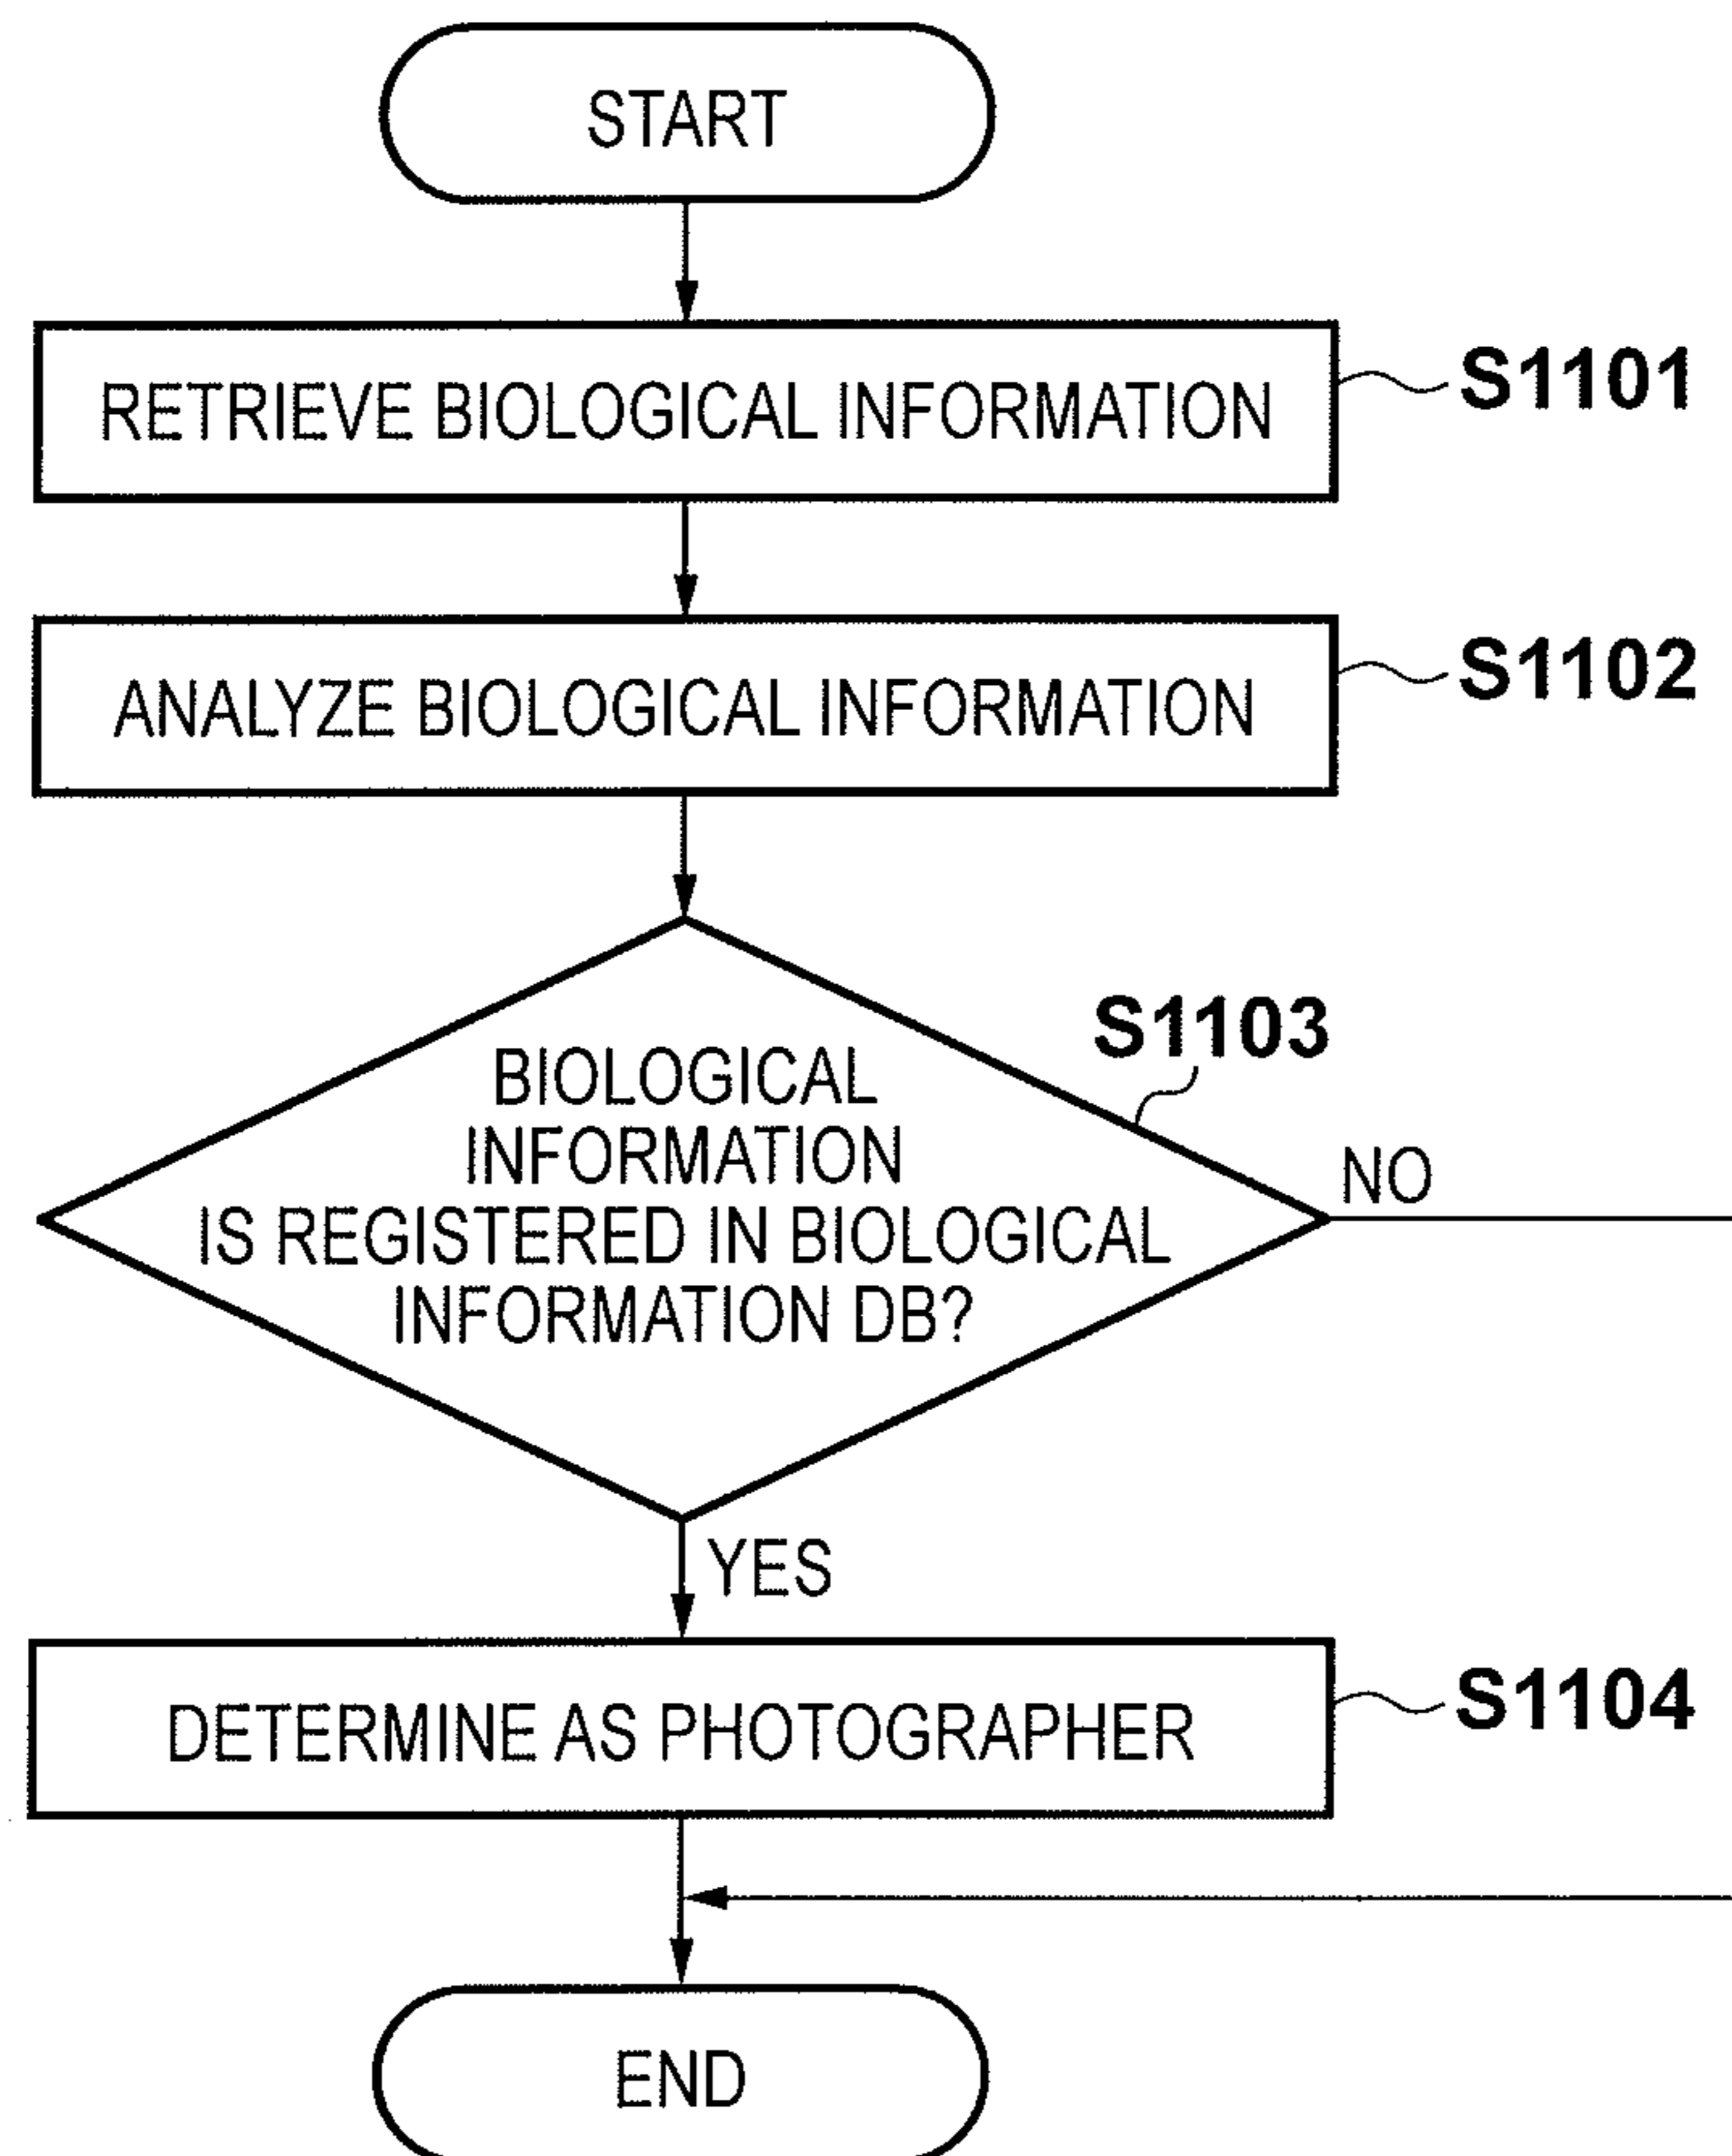 START
RETRIEVE BIOLOGICAL INFORMATION
S1101
ANALYZE BIOLOGICAL INFORMATION
S1102
S1103
BIOLOGICAL
INFORMATION
IS REGISTERED IN BIOLOGICAL
INFORMATION DB?
NO
YES
DETERMINE AS PHOTOGRAPHER
S1104
END